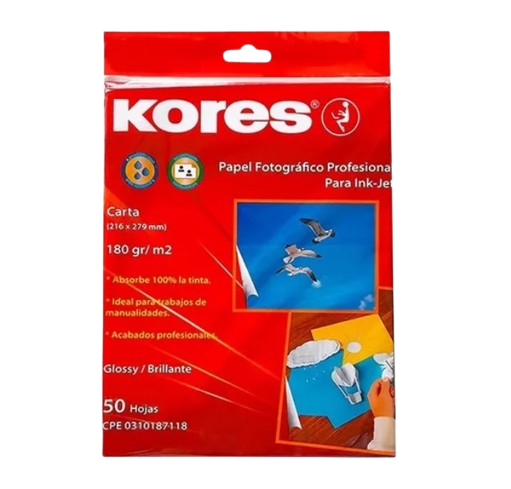 Kores®
Papel Fotográfico Profesiona
Para Ink-Jet
Carta
(216 x 279 mm)
180 gr/ m2
* Absorbe 100% la tinta.
* Ideal para trabajos de
manualidades.
* Acabados profesionales.
Glossy / Brillante
50 Hojas
CPE 0310187118